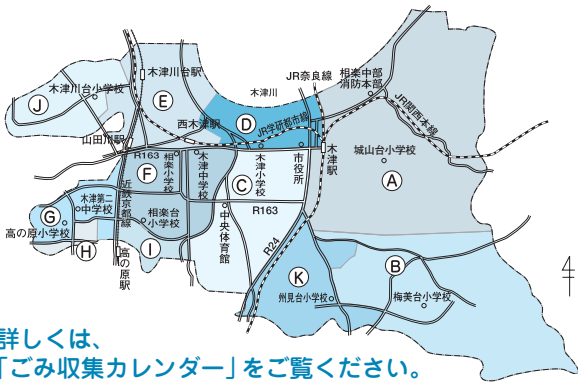 木津川台駅
木津川
JR奈良線
相楽中部
消防本部
木津川台小学校
J
E
D
西木津駅
JR学研都市線
JR関西本線
山田川駅
R163
相楽小学校
木津中学校
木津小学校
市役所
木津駅
城山台小学校
F
C
A
木津第二
中学校
近鉄京都線
相楽台
小学校
R163
G
高の原小学校
H
I
高の原駅
中央体育館
R24
K
B
州見台小学校
梅美台小学校
詳しくは、
「ごみ収集カレンダー」をご覧ください。